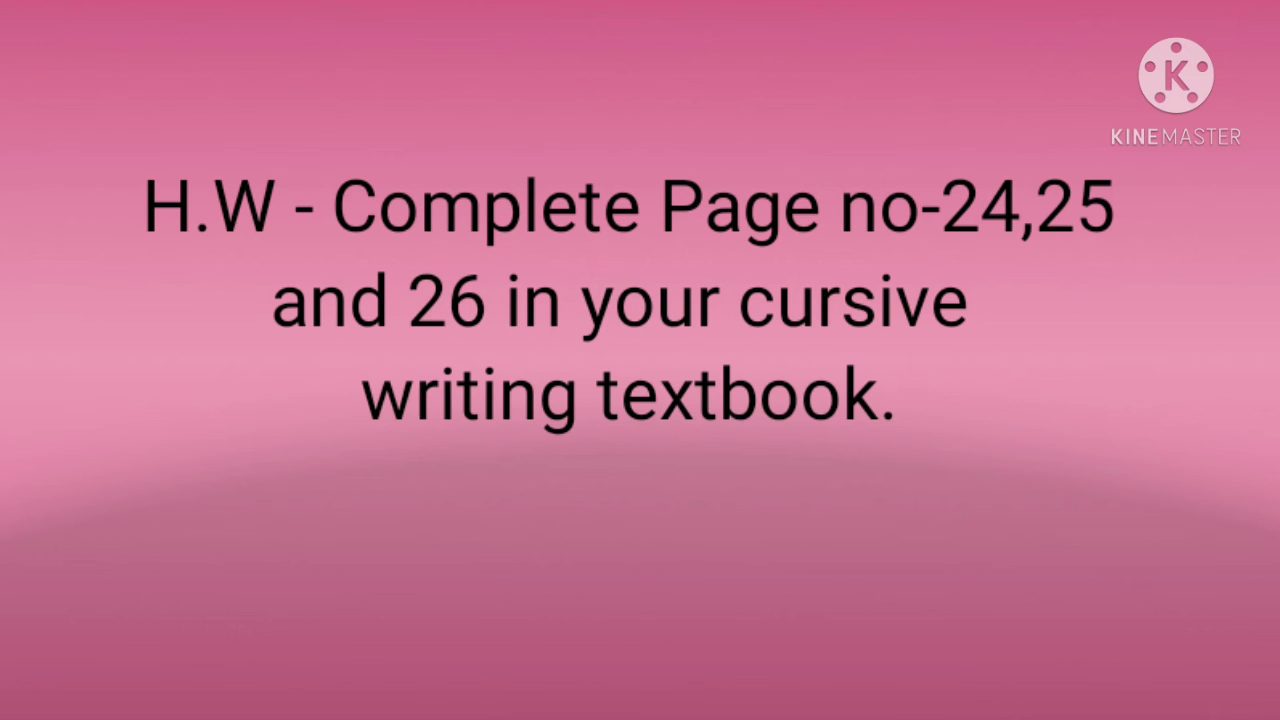 K
KINEMASTER
H.W - Complete Page no-24,25
and 26 in your cursive
writing textbook.